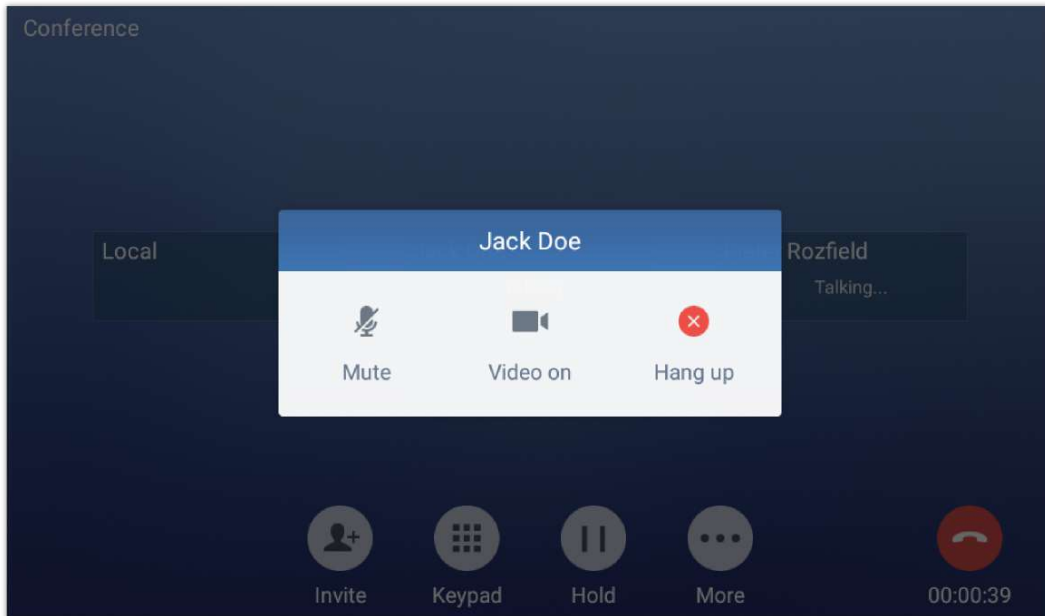 Conference
Jack Doe
Local
Rozfield
Talking...
Mute
Video on
Hang up
Invite
Keypad
Hold
More
00:00:39